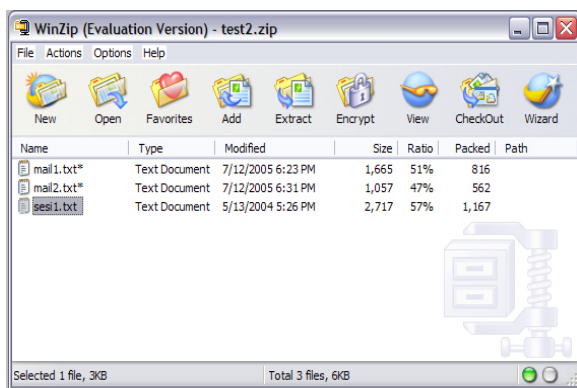 WinZip (Evaluation Version) - test2.zip
File Actions Options Help
New Open Favorites Add Extract Encrypt View CheckOut Wizard
Name Type Modified Size Ratio Packed Path
mail1.txt* Text Document 7/12/2005 6:23 PM 1,665 51% 816
mail2.txt* Text Document 7/12/2005 6:31 PM 1,057 47% 562
sesi1.txt Text Document 5/13/2004 5:26 PM 2,717 57% 1,167
Selected 1 file, 3KB Total 3 files, 6KB